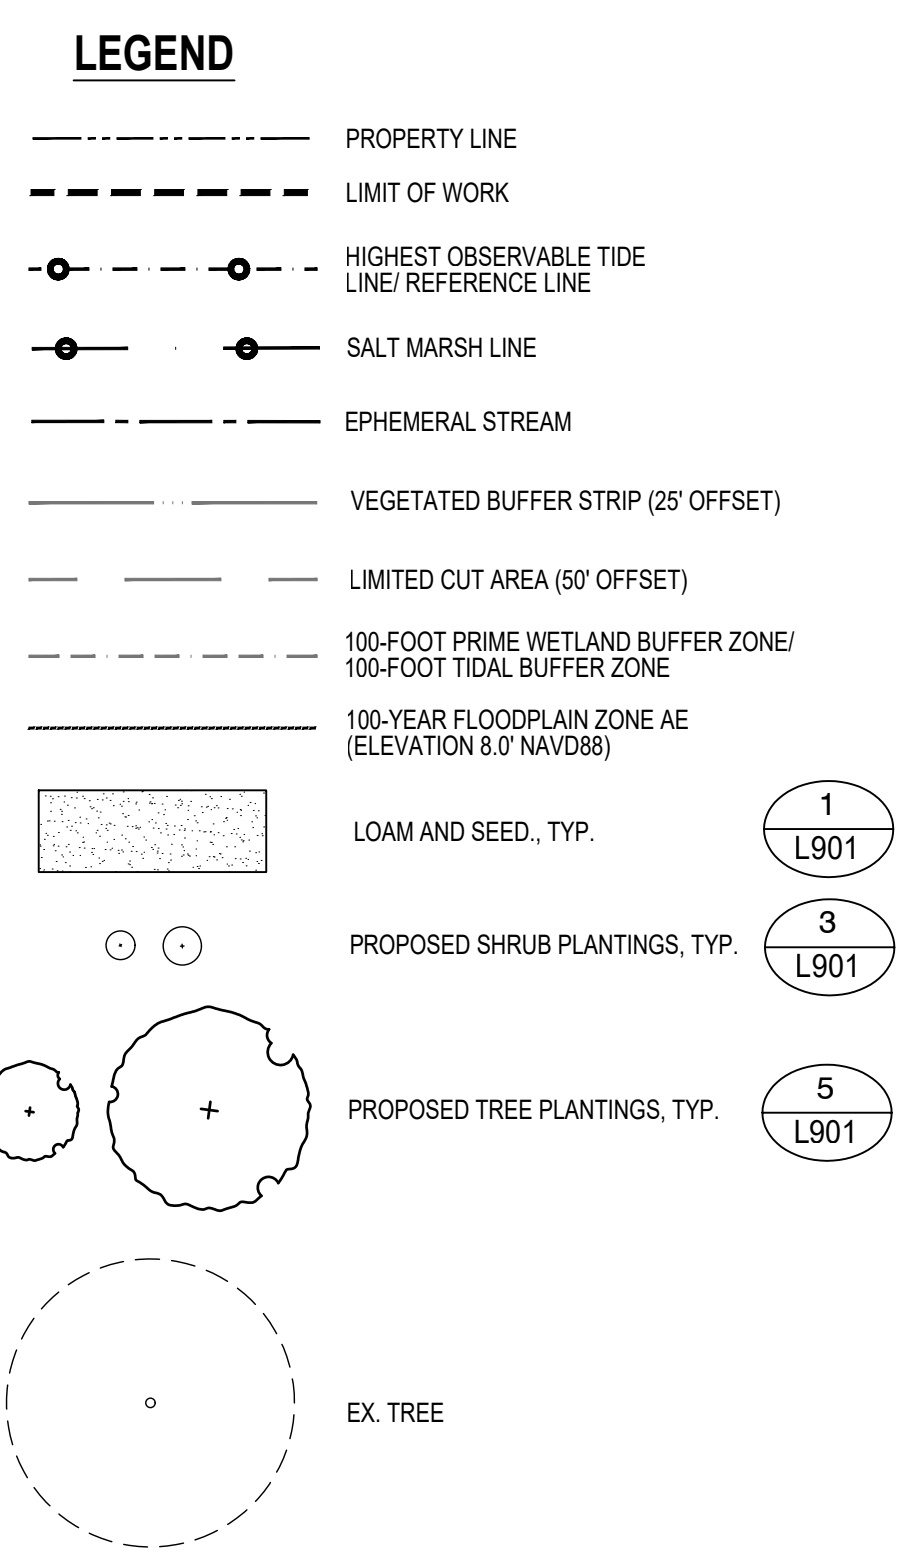 LEGEND
PROPERTY LINE
LIMIT OF WORK
HIGHEST OBSERVABLE TIDE
LINE/ REFERENCE LINE
SALT MARSH LINE
EPHEMERAL STREAM
VEGETATED BUFFER STRIP (25' OFFSET)
LIMITED CUT AREA (50' OFFSET)
100-FOOT PRIME WETLAND BUFFER ZONE/
100-FOOT TIDAL BUFFER ZONE
100-YEAR FLOODPLAIN ZONE AE
(ELEVATION 8.0' NAVD88)
LOAM AND SEED., TYP.
1
L901
PROPOSED SHRUB PLANTINGS, TYP.
3
L901
PROPOSED TREE PLANTINGS, TYP.
5
L901
EX. TREE